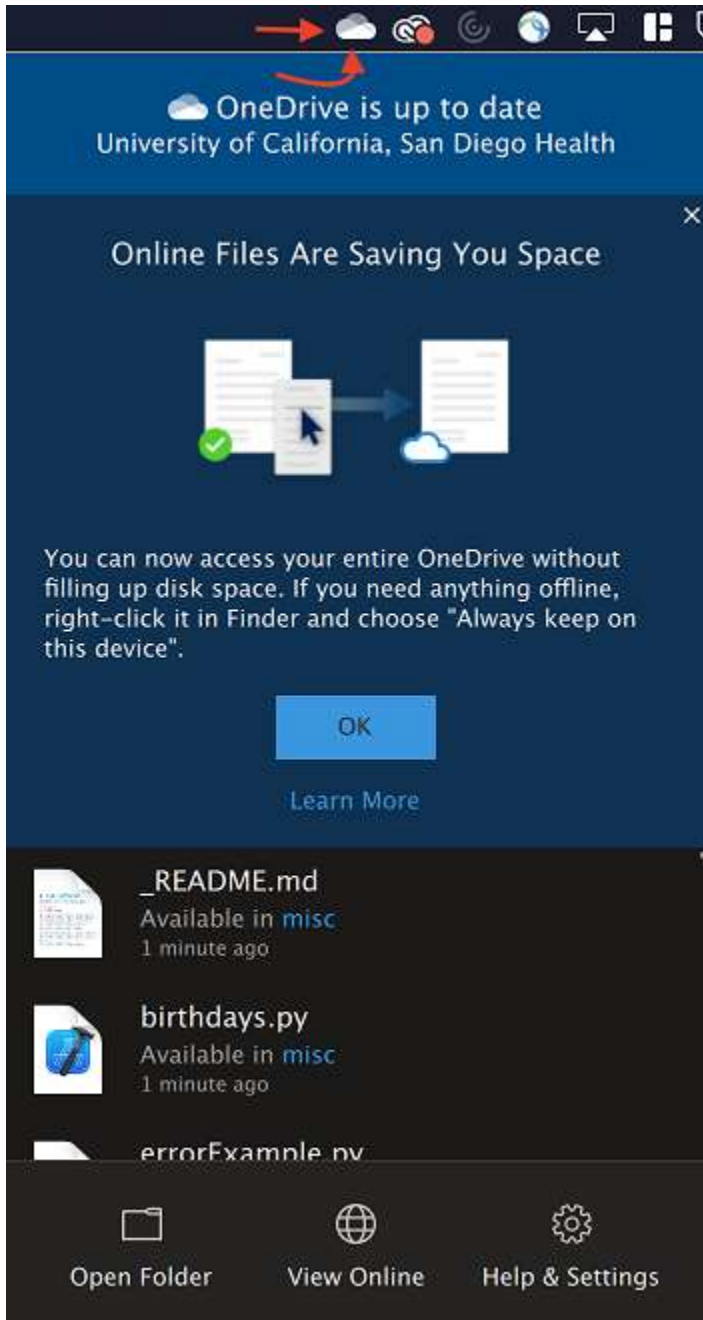 OneDrive is up to date
University of California, San Diego Health
Online Files Are Saving You Space
You can now access your entire OneDrive without
filling up disk space. If you need anything offline,
right-click it in Finder and choose "Always keep on
this device".
OK
Learn More
_README.md
Available in misc
1 minute ago
birthdays.py
Available in misc
1 minute ago
errorExample.py
Open Folder
View Online
Help & Settings